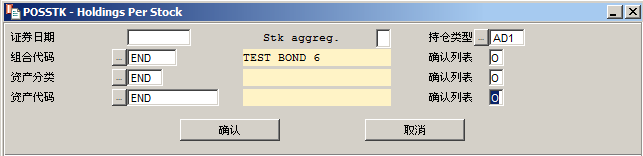 POSSTK - Holdings Per Stock
证券日期 Stk aggreg. 持仓类型 ... AD1
组合代码 ... END TEST BOND 6 确认列表 O
资产分类 ... END 确认列表 O
资产代码 ... END 确认列表 O
确认 取消